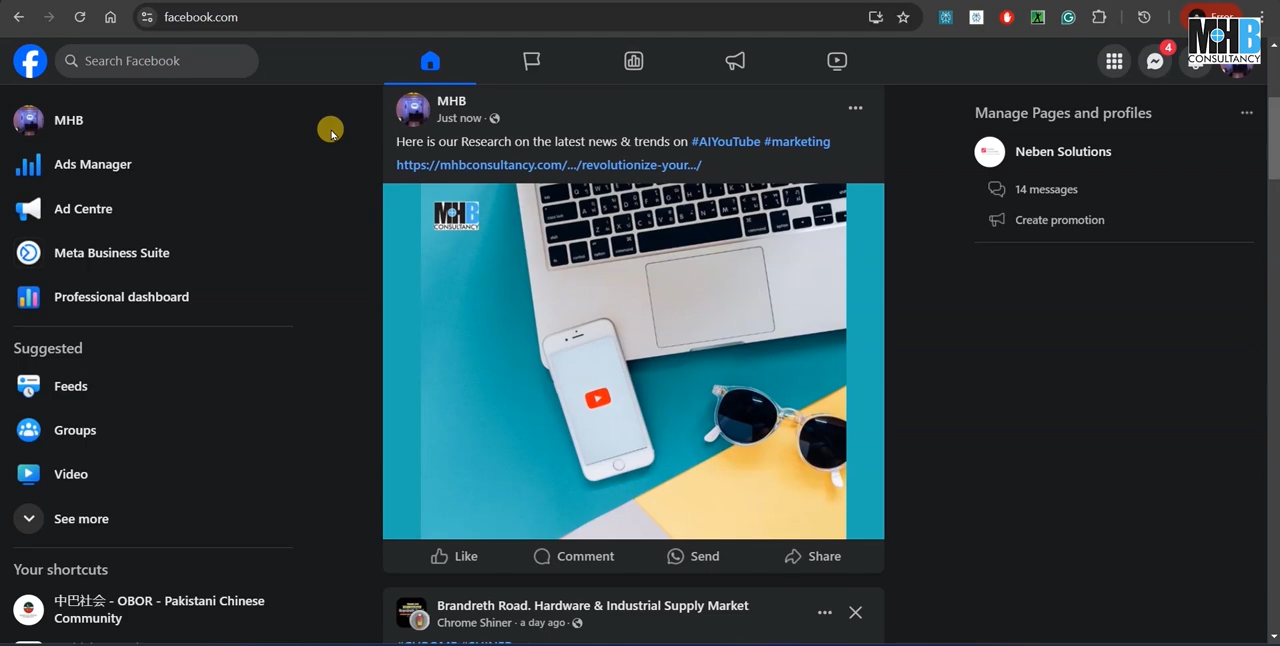 facebook.com
Error
MHB
CONSULTANCY
Search Facebook
4
MHB
Ads Manager
Ad Centre
Meta Business Suite
Professional dashboard
Suggested
Feeds
Groups
Video
See more
Your shortcuts
中巴社会 - OBOR - Pakistani Chinese
Community
MHB
Just now ·
Here is our Research on the latest news & trends on #AIYouTube #marketing
https://mhbconsultancy.com/.../revolutionize-your.../
MHB
CONSULTANCY
Like
Comment
Send
Share
Brandreth Road. Hardware & Industrial Supply Market
Chrome Shiner · a day ago ·
Manage Pages and profiles
Neben Solutions
14 messages
Create promotion